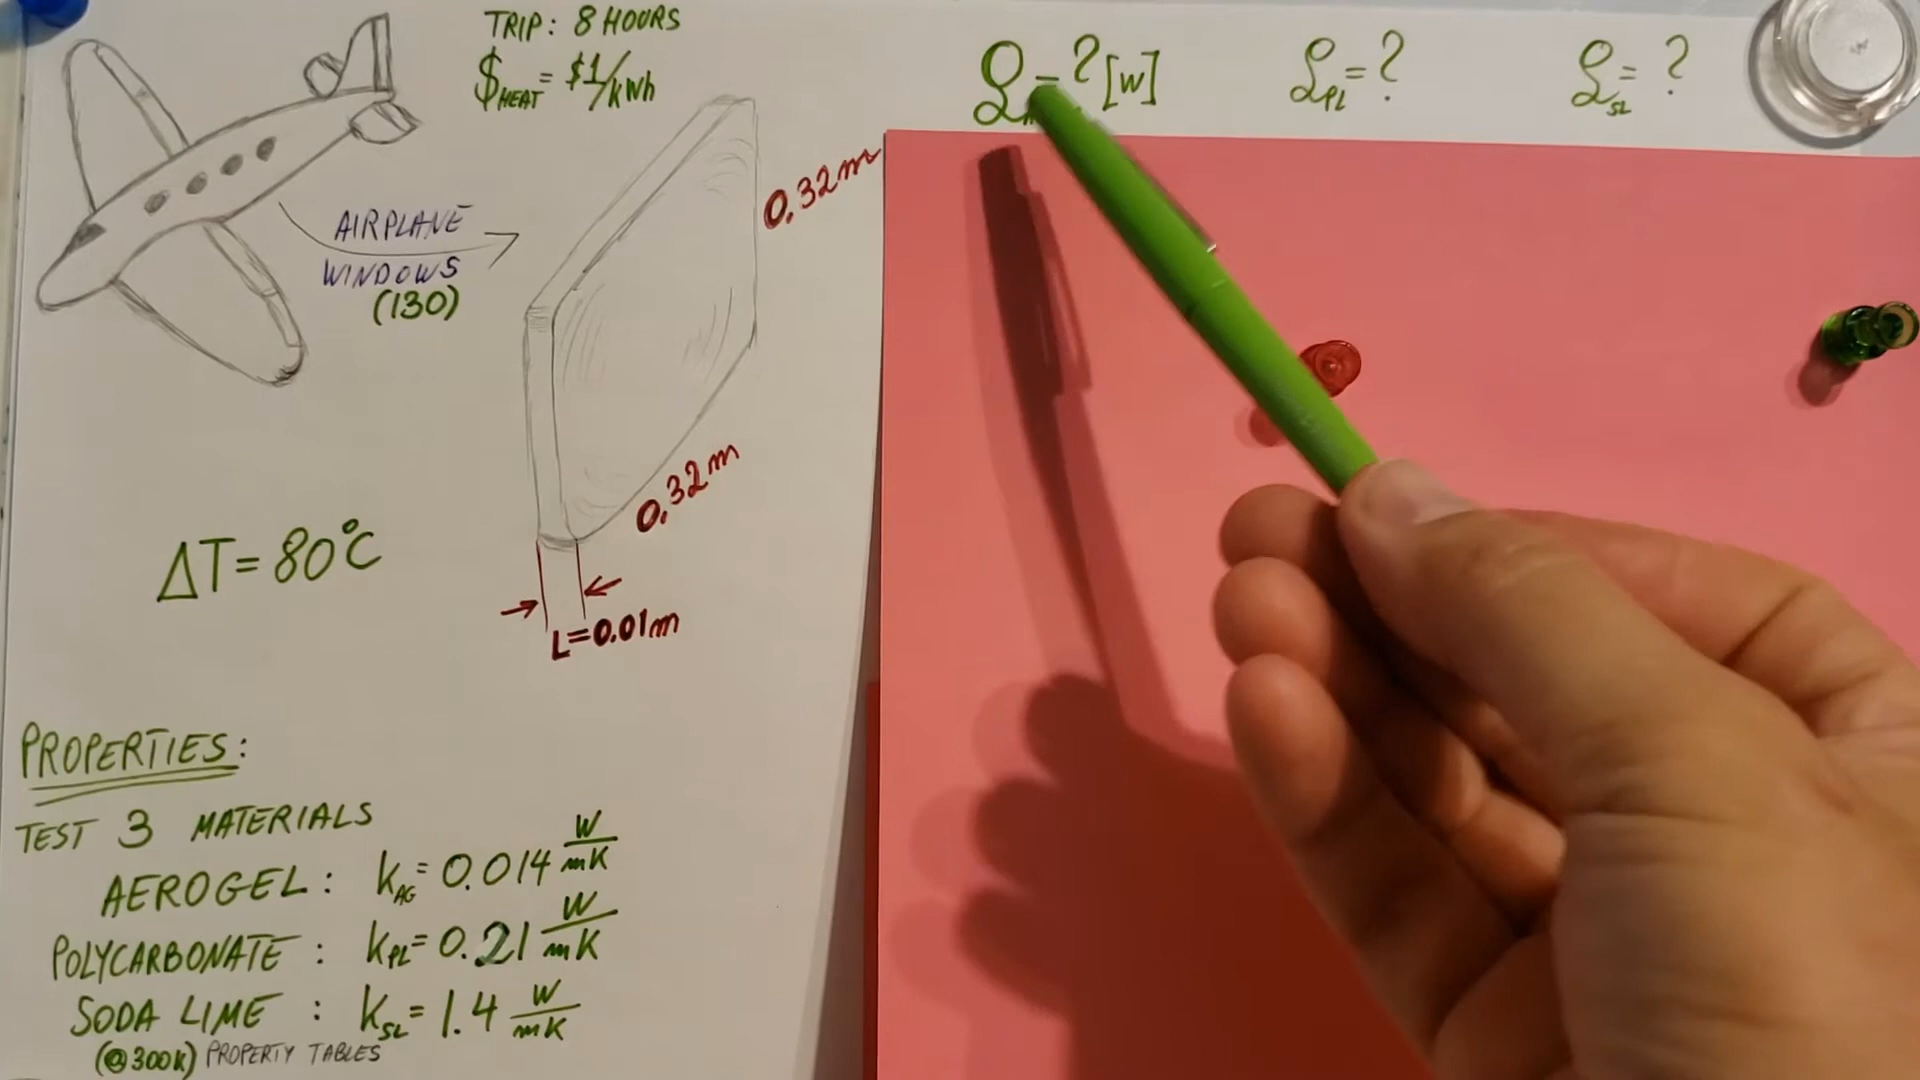 TRIP: 8 HOURS
$HEAT = $1/kWh
AIRPLANE
WINDOWS
(130)
0.32m
0.32m
L=0.01m
ΔT=80°C
PROPERTIES:
TEST 3 MATERIALS
AEROGEL: kAG=0.014 W/mK
POLYCARBONATE: kPL=0.21 W/mK
SODA LIME: kSL=1.4 W/mK
(@300K) PROPERTY TABLES
Q =?[W]
QPL=?
QSL=?